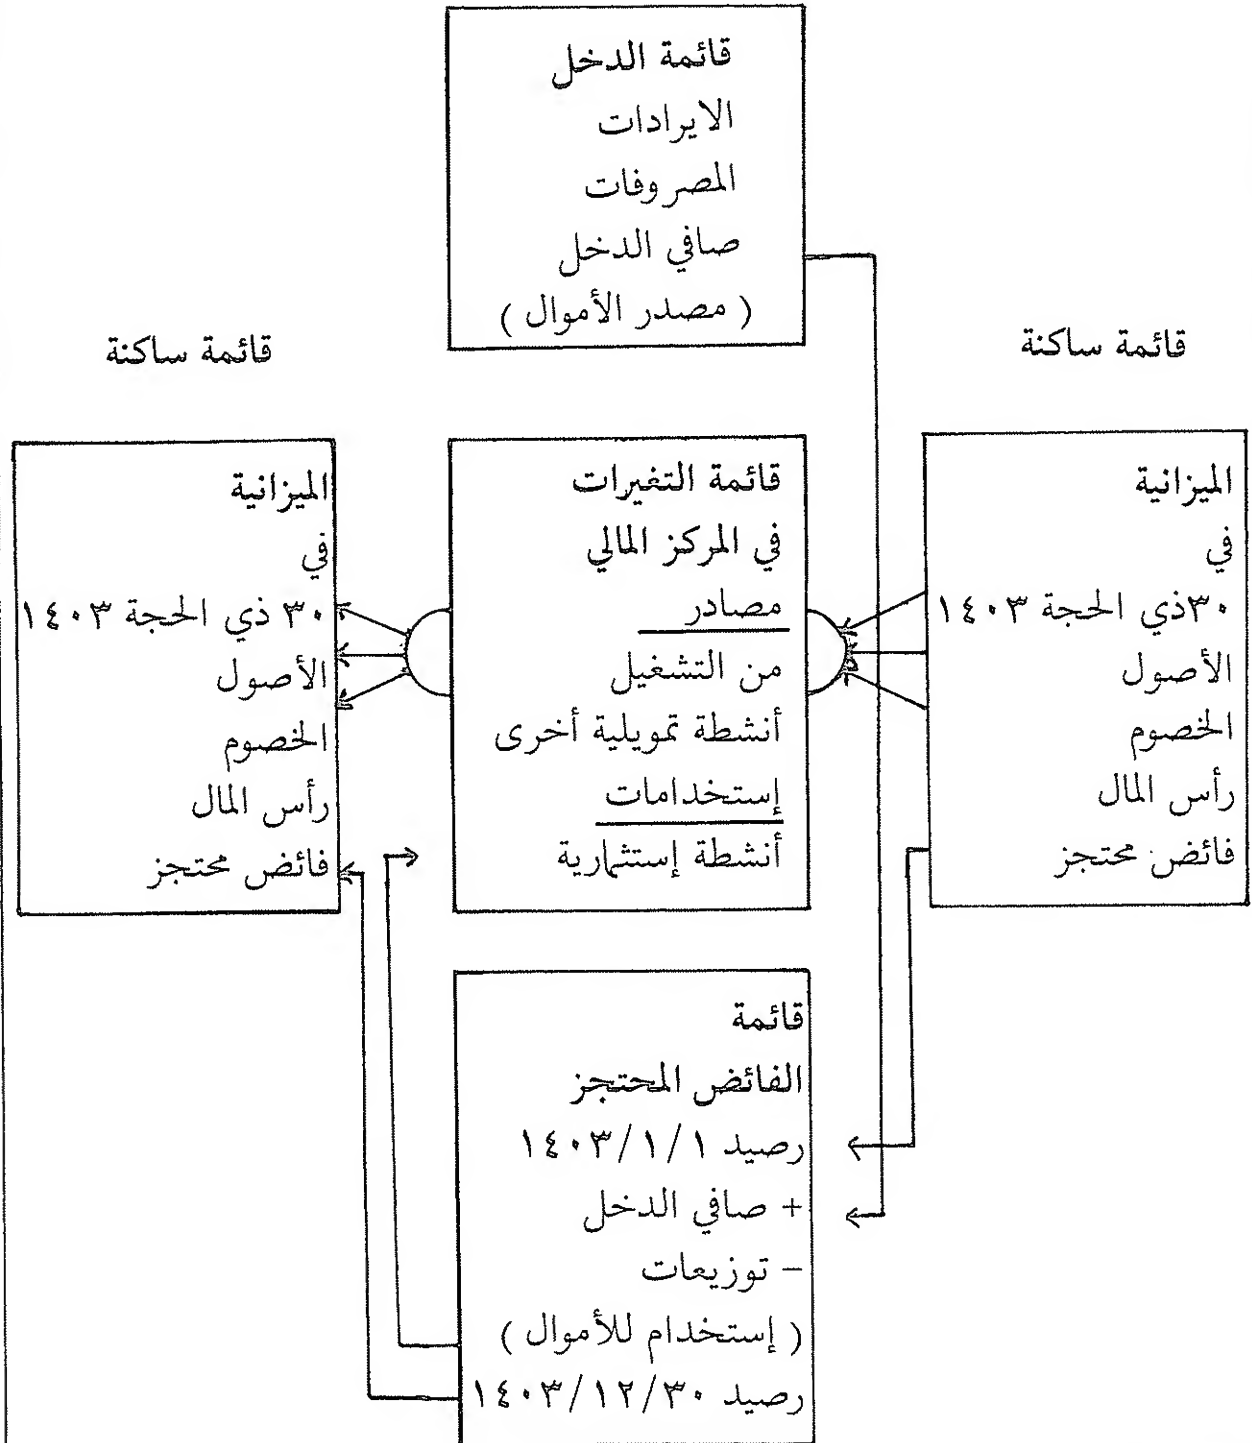 قائمة الدخل
الايرادات
المصروفات
صافي الدخل
( مصدر الأموال )
قائمة ساكنة
الميزانية
في
٣٠ذي الحجة ١٤٠٣
الأصول
الخصوم
رأس المال
فائض محتجز
قائمة التغيرات
في المركز المالي
مصادر
من التشغيل
أنشطة تمويلية أخرى
إستخدامات
أنشطة إستثمارية
قائمة ساكنة
الميزانية
في
٣٠ ذي الحجة ١٤٠٣
الأصول
الخصوم
رأس المال
فائض محتجز
قائمة
الفائض المحتجز
رصيد ١٤٠٣/١/١
+ صافي الدخل
- توزيعات
( إستخدام للأموال )
رصيد ١٤٠٣/١٢/٣٠